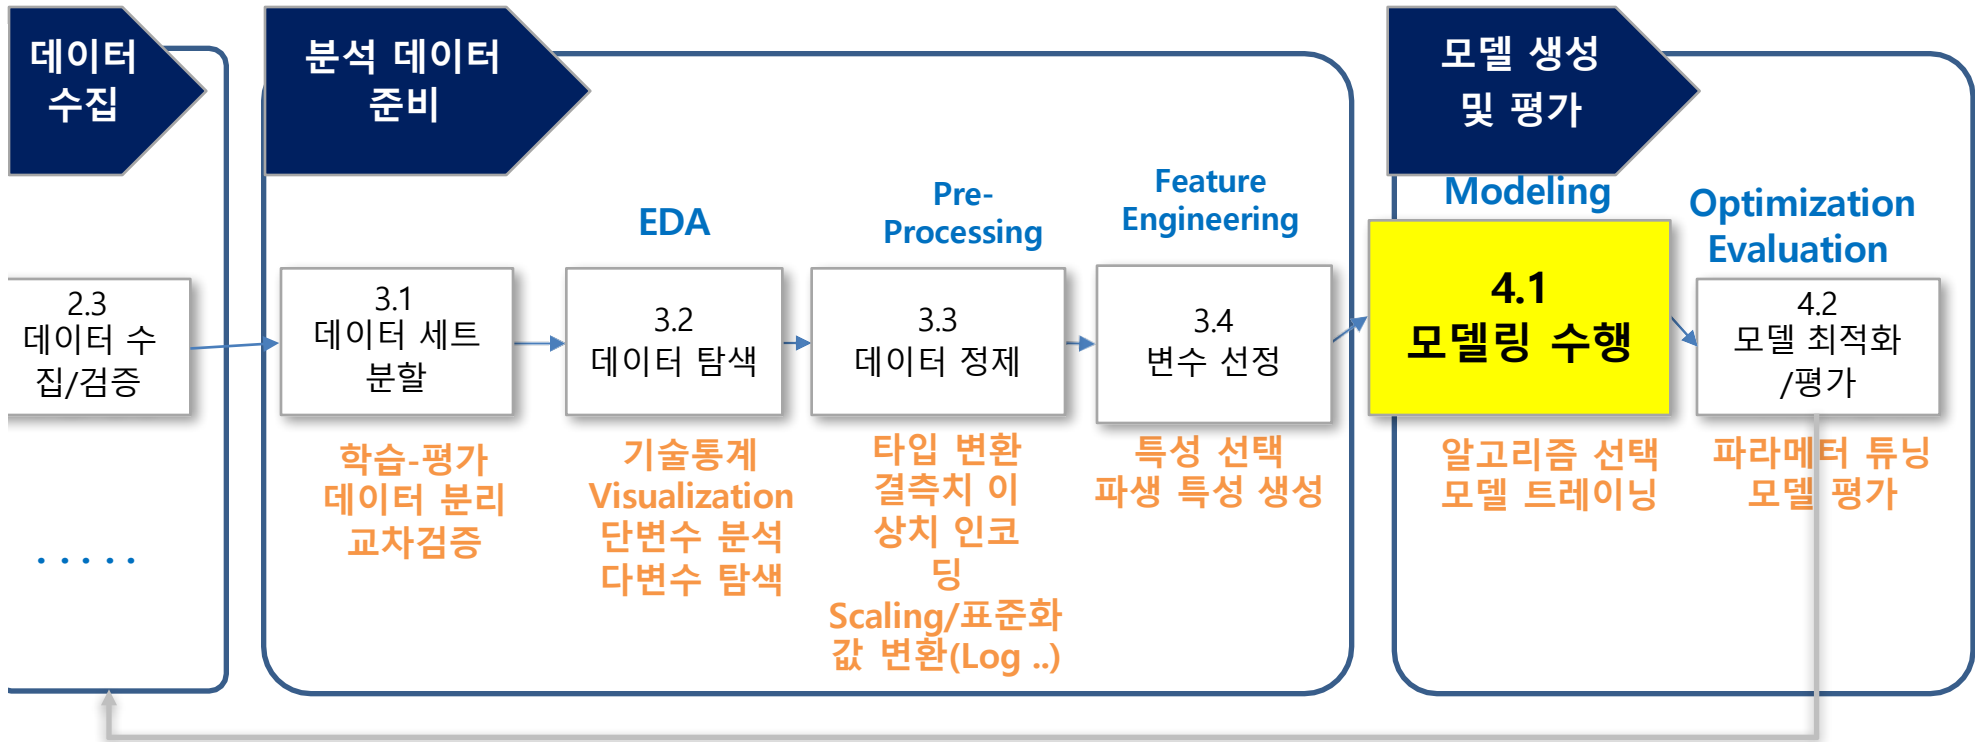 데이터
수집
분석 데이터
준비
모델 생성
및 평가
EDA
Pre-
Processing
Feature
Engineering
Modeling
Optimization
Evaluation
2.3
데이터 수
집/검증
3.1
데이터 세트
분할
3.2
데이터 탐색
3.3
데이터 정제
3.4
변수 선정
4.1
모델링 수행
4.2
모델 최적화
/평가
.....
학습-평가
데이터 분리
교차검증
기술통계
Visualization
단변수 분석
다변수 탐색
타입 변환
결측치 이
상치 인코
딩
Scaling/표준화
값 변환(Log ..)
특성 선택
파생 특성 생성
알고리즘 선택
모델 트레이닝
파라메터 튜닝
모델 평가